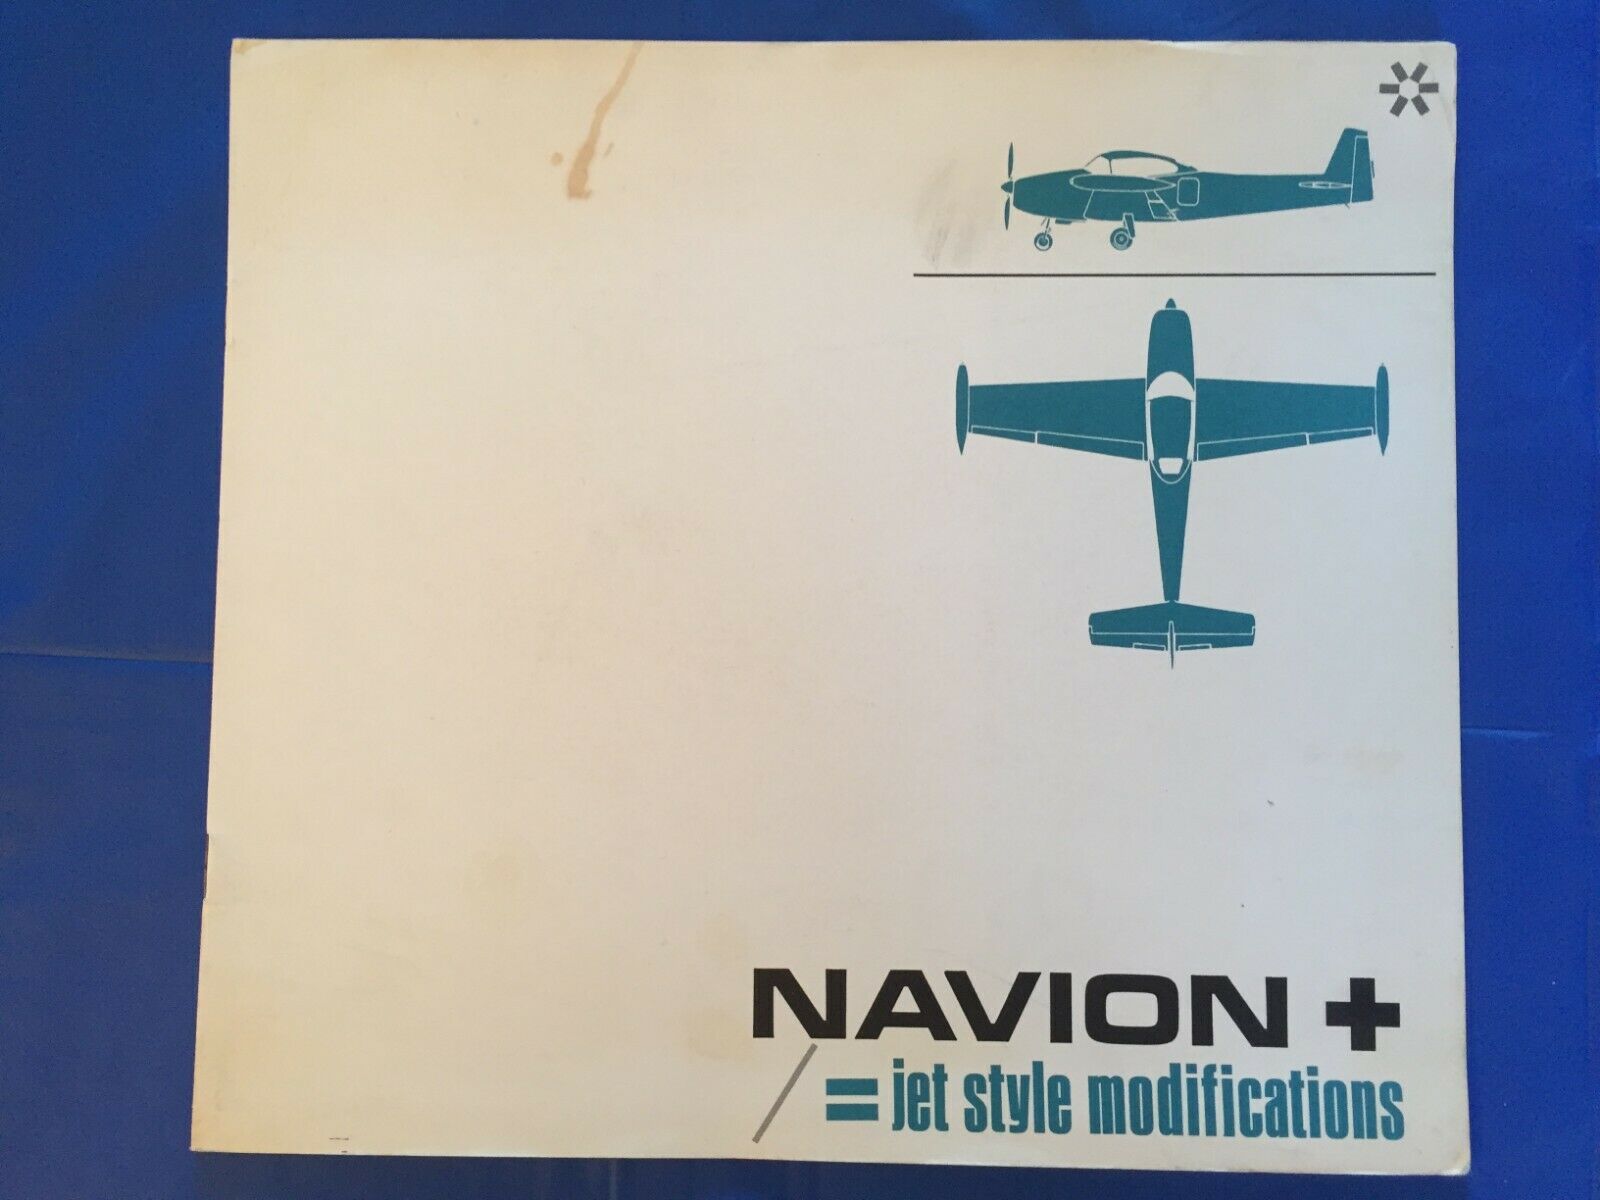 NAVION +
/= jet style modifications